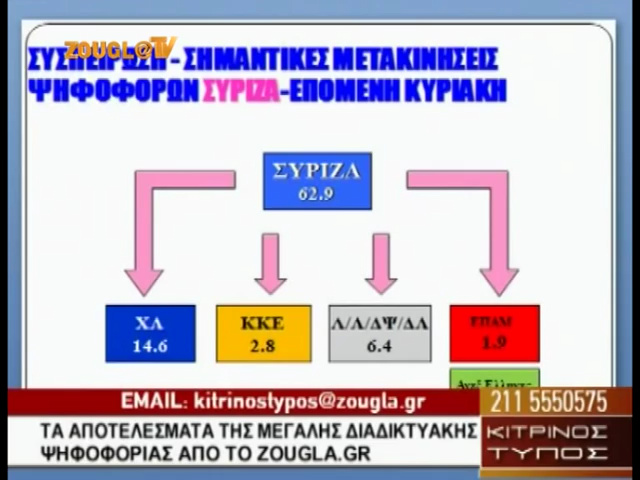 ZOUGL@TV
ΣΥΣΠΕΙΡΩΣΗ - ΣΗΜΑΝΤΙΚΕΣ ΜΕΤΑΚΙΝΗΣΕΙΣ
ΨΗΦΟΦΟΡΩΝ ΣΥΡΙΖΑ-ΕΠΟΜΕΝΗ ΚΥΡΙΑΚΗ
ΣΥΡΙΖΑ
62.9
ΧΑ
14.6
ΚΚΕ
2.8
Λ/Α/ΔΨ/ΔΑ
6.4
ΕΠΑΜ
1.9
EMAIL: kitrinostypos@zougla.gr
211 5550575
ΤΑ ΑΠΟΤΕΛΕΣΜΑΤΑ ΤΗΣ ΜΕΓΑΛΗΣ ΔΙΑΔΙΚΤΥΑΚΗΣ
ΨΗΦΟΦΟΡΙΑΣ ΑΠΟ ΤΟ ZOUGLA.GR
ΚΙΤΡΙΝΟΣ
ΤΥΠΟΣ